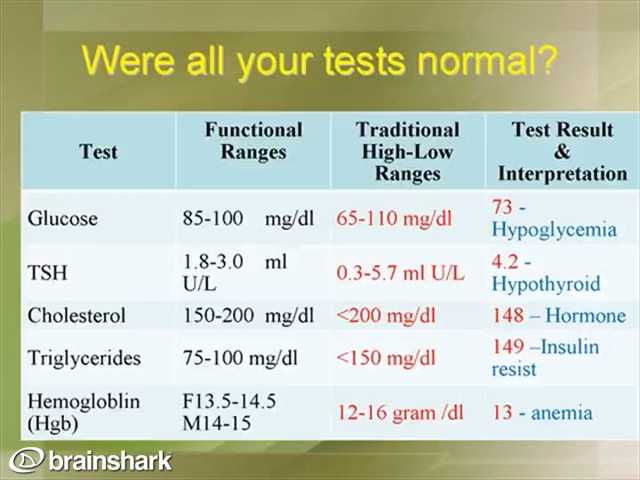 Were all your tests normal?
Test
Functional Ranges
Traditional High-Low Ranges
Test Result & Interpretation
Glucose
85-100 mg/dl
65-110 mg/dl
73 - Hypoglycemia
TSH
1.8-3.0 ml U/L
0.3-5.7 ml U/L
4.2 - Hypothyroid
Cholesterol
150-200 mg/dl
<200 mg/dl
148 – Hormone
Triglycerides
75-100 mg/dl
<150 mg/dl
149 –Insulin resist
Hemogloblin (Hgb)
F13.5-14.5
M14-15
12-16 gram /dl
13 - anemia
brainshark